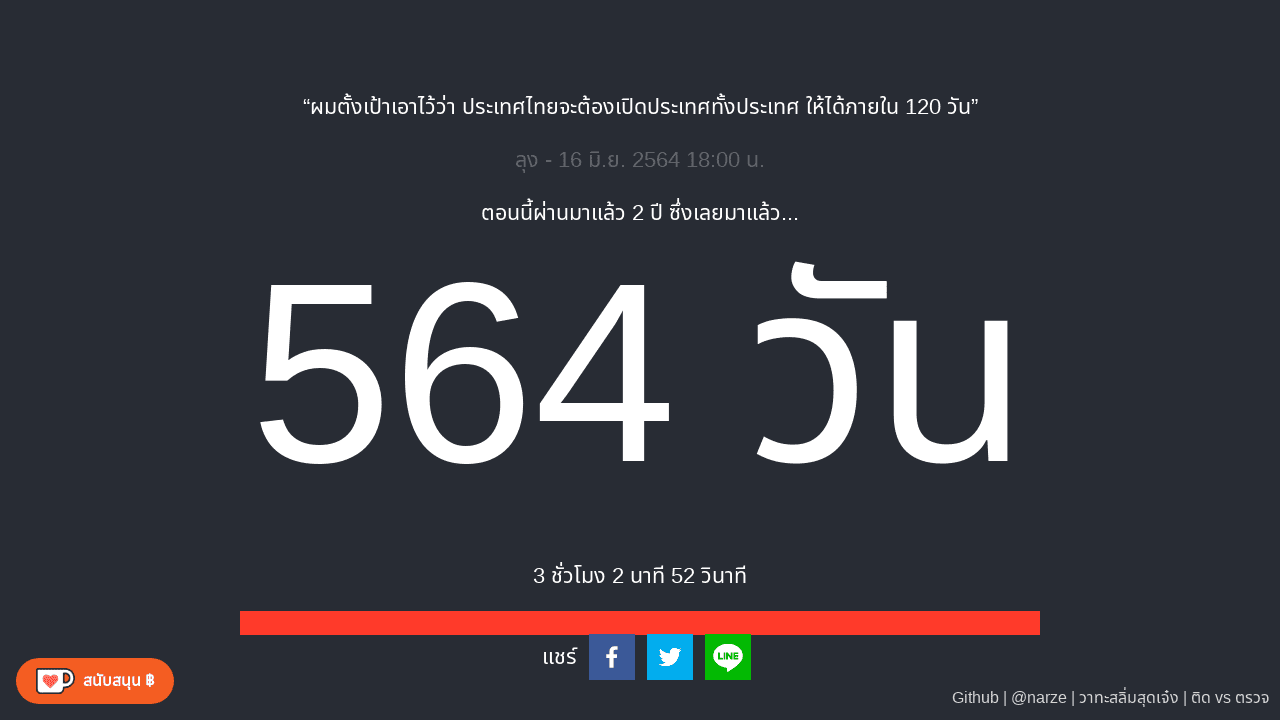 “ผมตั้งเป้าเอาไว้ว่า ประเทศไทยจะต้องเปิดประเทศทั้งประเทศ ให้ได้ภายใน 120 วัน”
ลุง - 16 มิ.ย. 2564 18:00 น.
ตอนนี้ผ่านมาแล้ว 2 ปี ซึ่งเลยมาแล้ว...
564 วัน
3 ชั่วโมง 2 นาที 52 วินาที
แชร์
LINE
สนับสนุน ฿
Github | @narze | วาทะสลิ่มสุดเจ๋ง | ติด vs ตรวจ